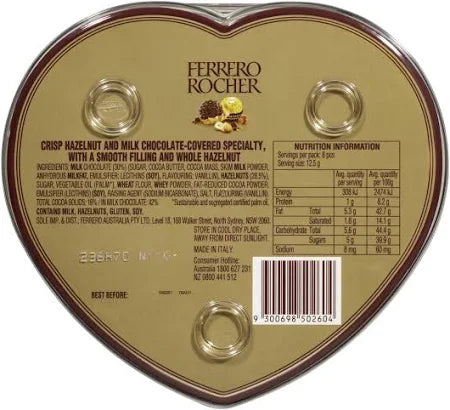 FERRERO
ROCHER
CRISP HAZELNUT AND MILK CHOCOLATE-COVERED SPECIALTY,
WITH A SMOOTH FILLING AND WHOLE HAZELNUT
INGREDIENTS: MILK CHOCOLATE (30%) (SUGAR, COCOA BUTTER, COCOA MASS, SKIM MILK POWDER,
ANHYDROUS MILKFAT, EMULSIFIER: LECITHINS (SOY), FLAVOURING: VANILLIN), HAZELNUTS (28.5%),
SUGAR, VEGETABLE OIL (PALM*), WHEAT FLOUR, WHEY POWDER, FAT-REDUCED COCOA POWDER,
EMULSIFIER (LECITHINS) (SOY), RAISING AGENT (SODIUM BICARBONATE), SALT, FLAVOURING (VANILLIN).
TOTAL COCOA SOLIDS, 16% IN MILK CHOCOLATE: 42% *Sustainable and segregated certified palm oil.
CONTAINS MILK, HAZELNUTS, GLUTEN, SOY.
SOLE IMP. & DIST.: FERRERO AUSTRALIA PTY LTD, Level 18, 168 Walker Street, North Sydney, NSW 2060.
STORE IN COOL DRY PLACE,
AWAY FROM DIRECT SUNLIGHT.
MADE IN ITALY.
Consumer Hotline:
Australia 1800 627 231
NZ 0800 441 512
BEST BEFORE:
NUTRITION INFORMATION
Servings per pack: 8 pcs
Serving size: 12.5 g
Avg. quantity per serving Avg. quantity per 100g
Energy 308 kJ 2474 kJ
Protein 1 g 8.2 g
Fat Total 5.3 g 42.7 g
1.8 g 14.1 g
Carbohydrate Total 5.6 g 44.4 g
Sugars 5 g 39.9 g
Sodium 8 mg 60 mg
9 300698 502604